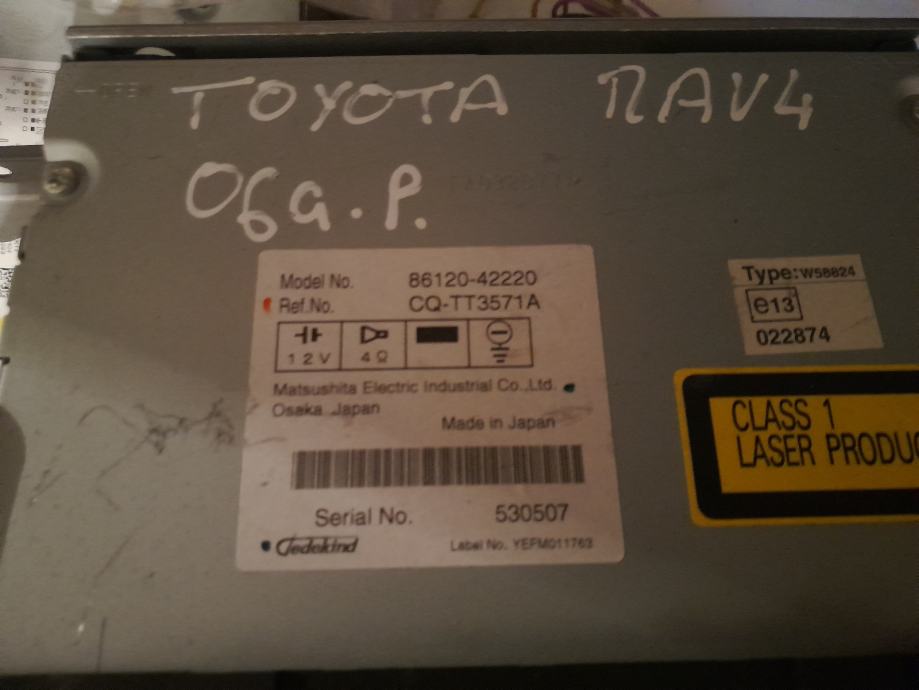 TOYOTA RAV4
06g.P.
Model No. 86120-42220
Ref.No. CQ-TT3571A
12V 4Ω
Matsushita Electric Industrial Co.,Ltd.
Osaka Japan
Made in Japan
Serial No. 530507
Label No. YEFM011763
Type:W58824
e13
022874
CLASS 1
LASER PRODUC